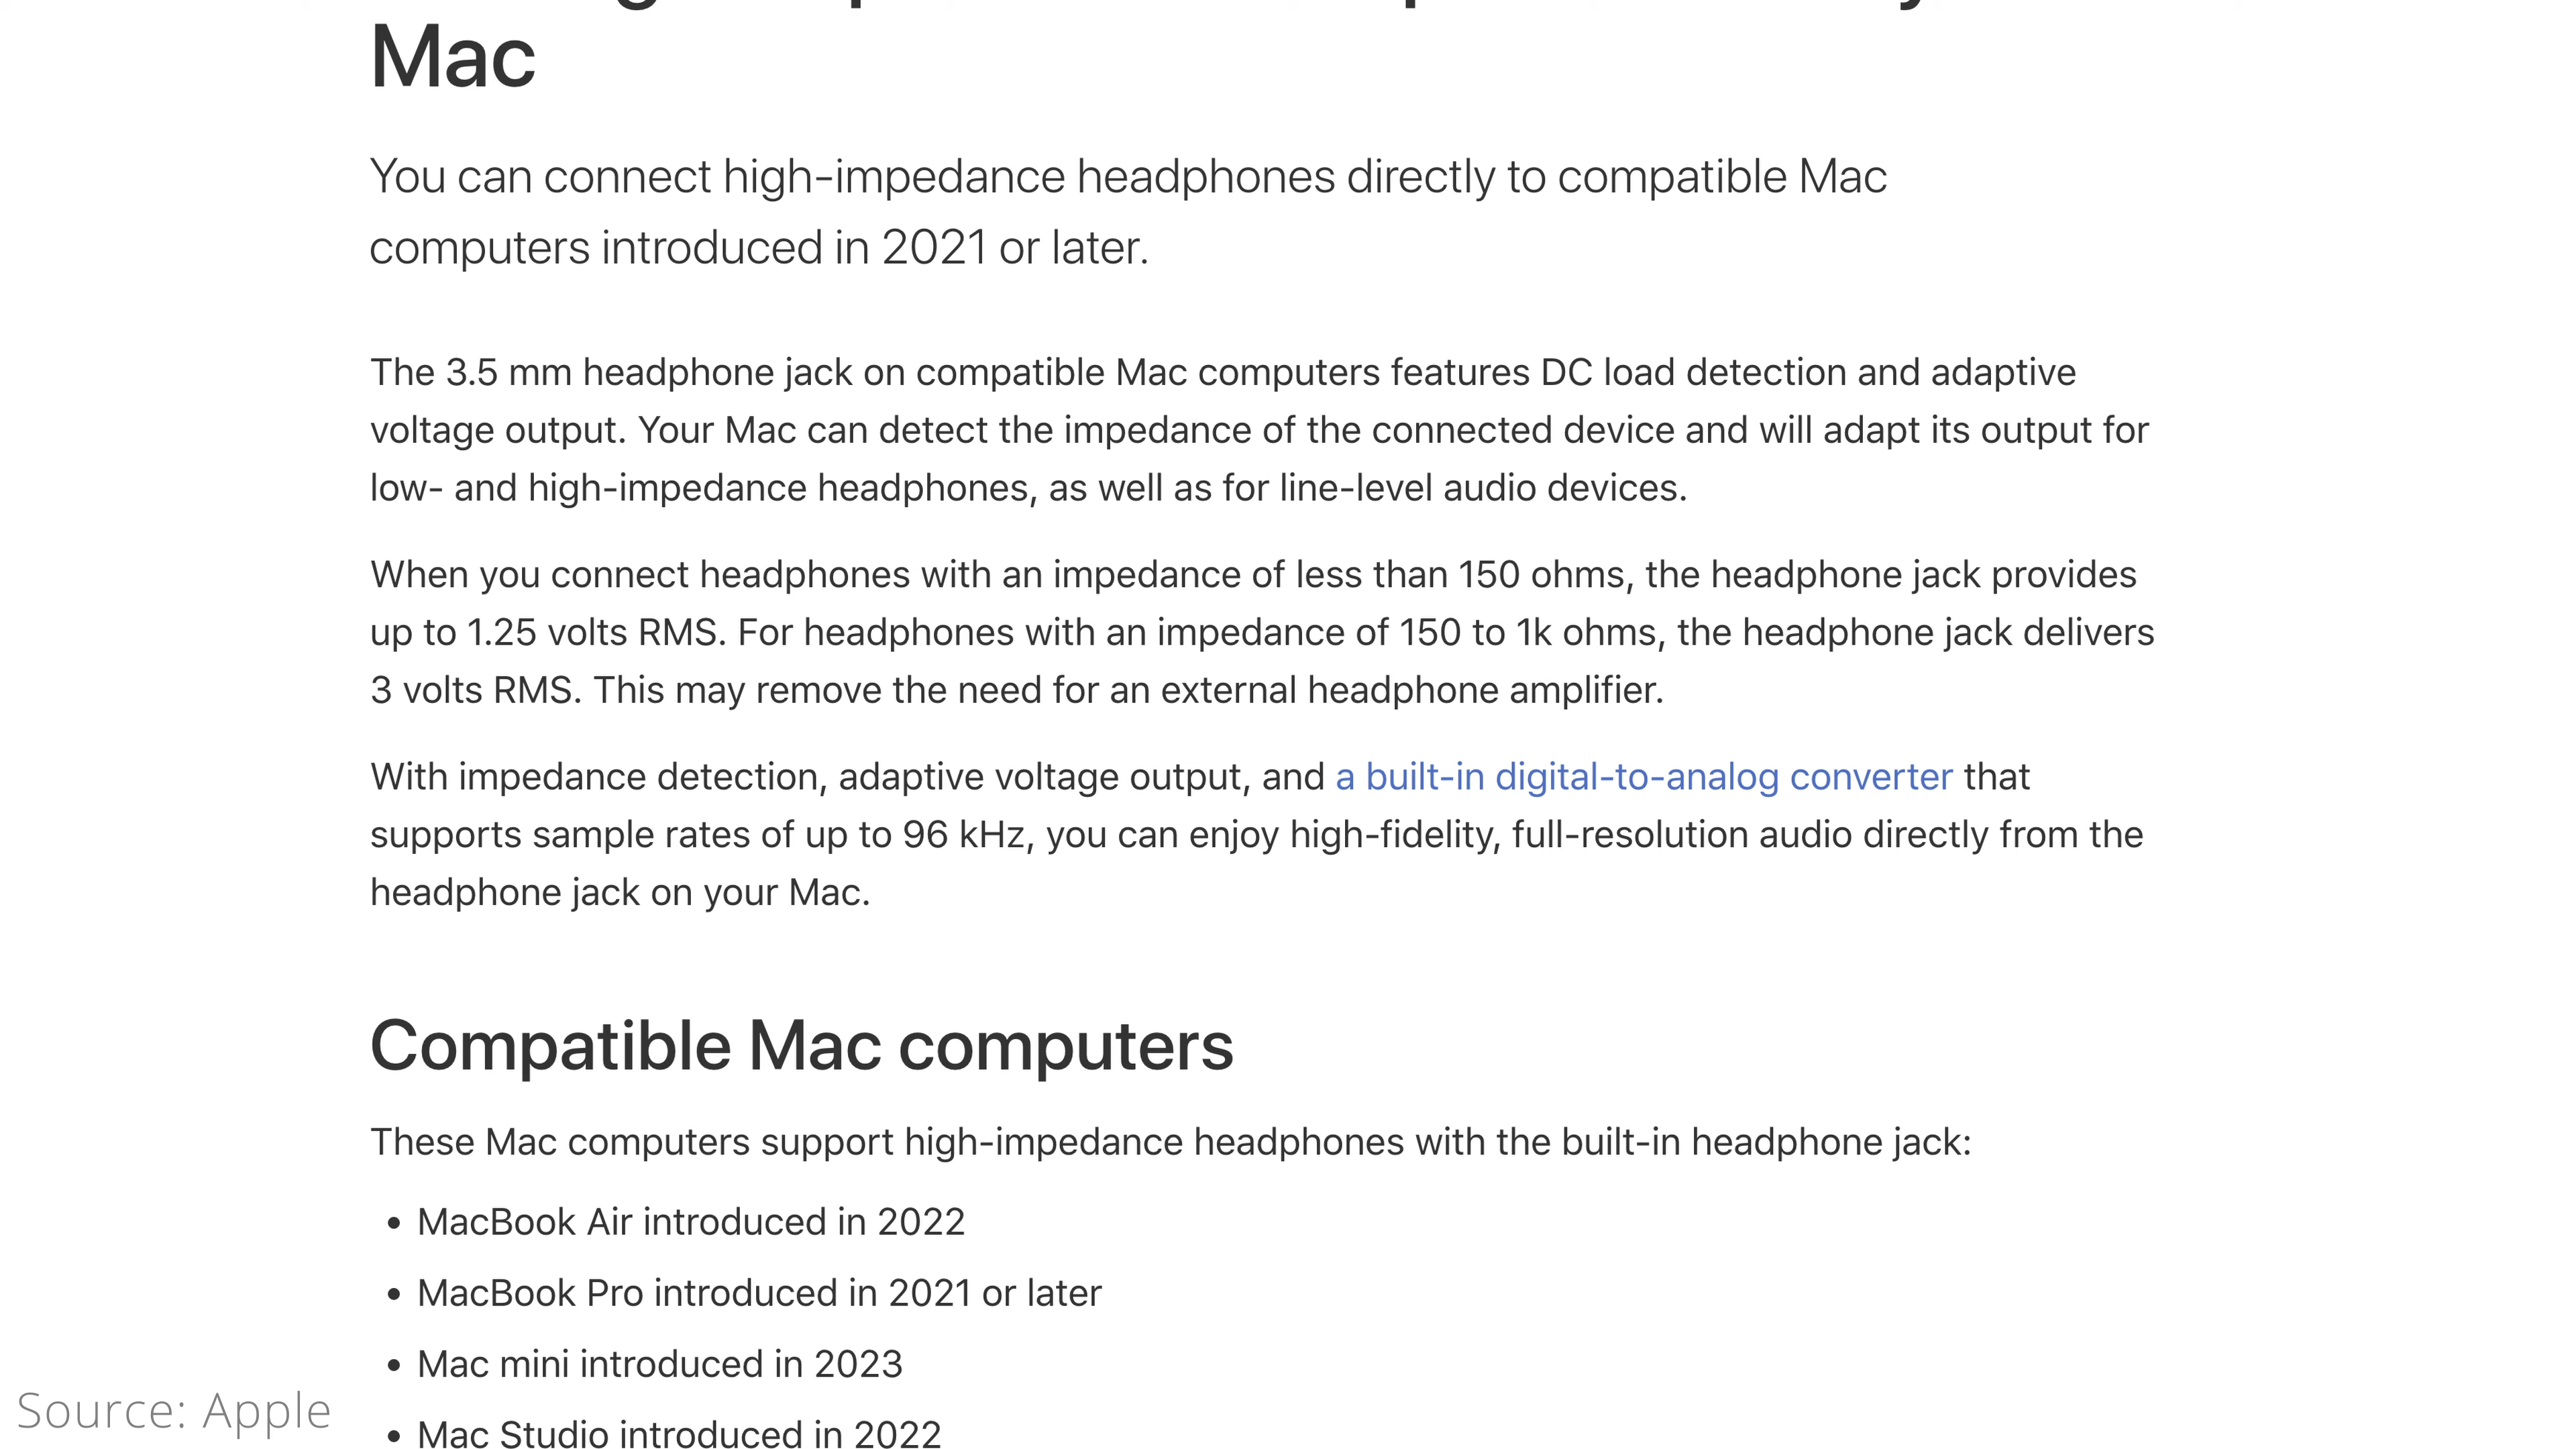 Mac
You can connect high-impedance headphones directly to compatible Mac
computers introduced in 2021 or later.
The 3.5 mm headphone jack on compatible Mac computers features DC load detection and adaptive
voltage output. Your Mac can detect the impedance of the connected device and will adapt its output for
low- and high-impedance headphones, as well as for line-level audio devices.
When you connect headphones with an impedance of less than 150 ohms, the headphone jack provides
up to 1.25 volts RMS. For headphones with an impedance of 150 to 1k ohms, the headphone jack delivers
3 volts RMS. This may remove the need for an external headphone amplifier.
With impedance detection, adaptive voltage output, and a built-in digital-to-analog converter that
supports sample rates of up to 96 kHz, you can enjoy high-fidelity, full-resolution audio directly from the
headphone jack on your Mac.
Compatible Mac computers
These Mac computers support high-impedance headphones with the built-in headphone jack:
• MacBook Air introduced in 2022
• MacBook Pro introduced in 2021 or later
• Mac mini introduced in 2023
• Mac Studio introduced in 2022
Source: Apple